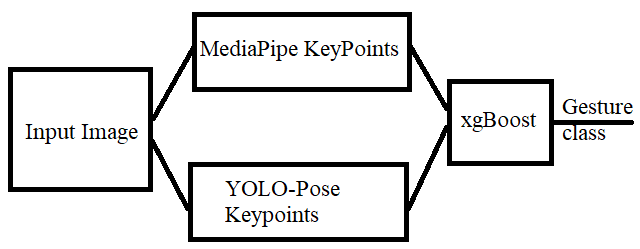 MediaPipe KeyPoints
Input Image
xgBoost
Gesture
class
YOLO-Pose
Keypoints